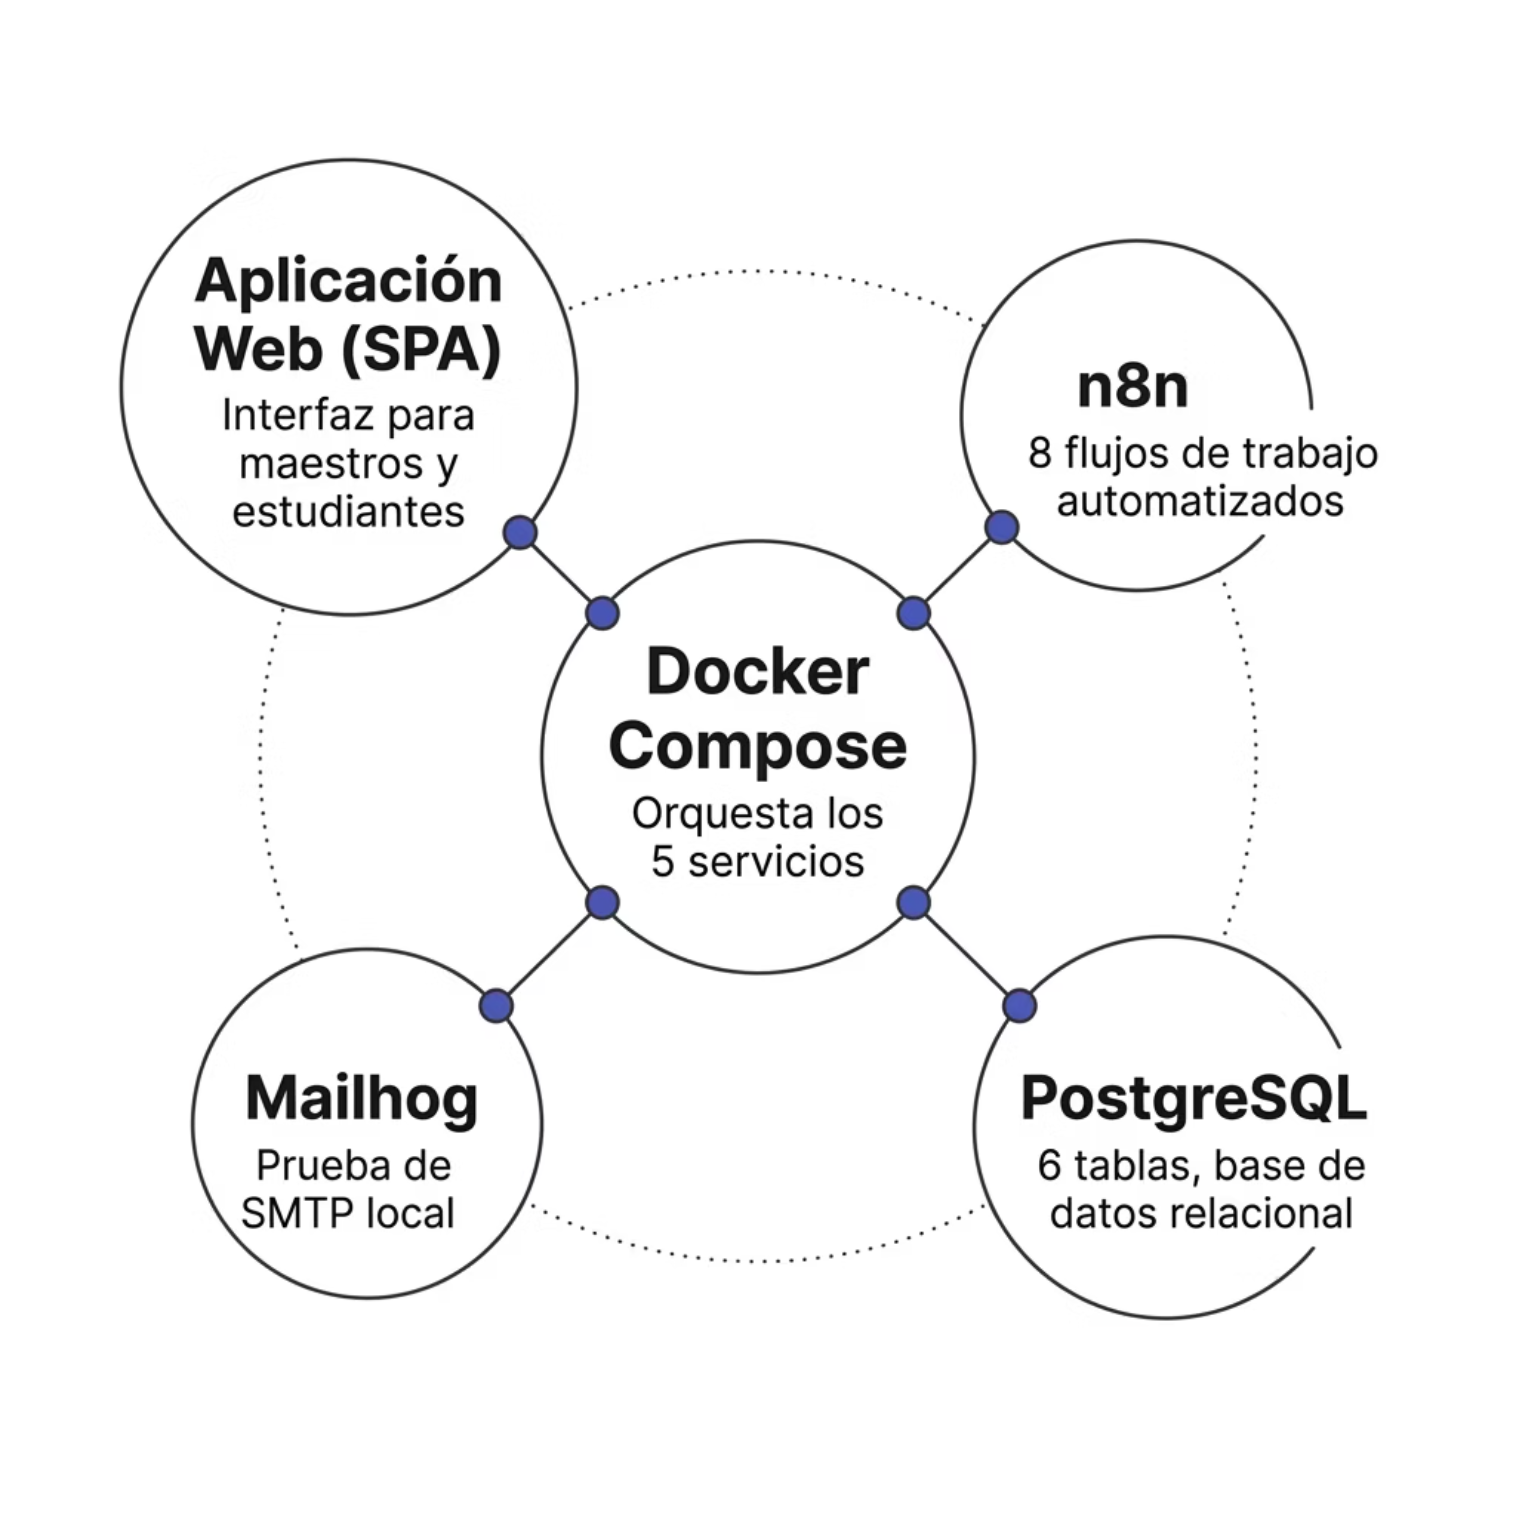 Aplicación
Web (SPA)
Interfaz para
maestros y
estudiantes
n8n
8 flujos de trabajo
automatizados
Docker
Compose
Orquesta los
5 servicios
Mailhog
Prueba de
SMTP local
PostgreSQL
6 tablas, base de
datos relacional